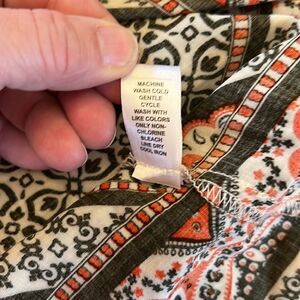 MACHINE
WASH COLD
GENTLE
CYCLE
WASH WITH
LIKE COLORS
ONLY NON-
CHLORINE
BLEACH
LINE DRY
COOL IRON